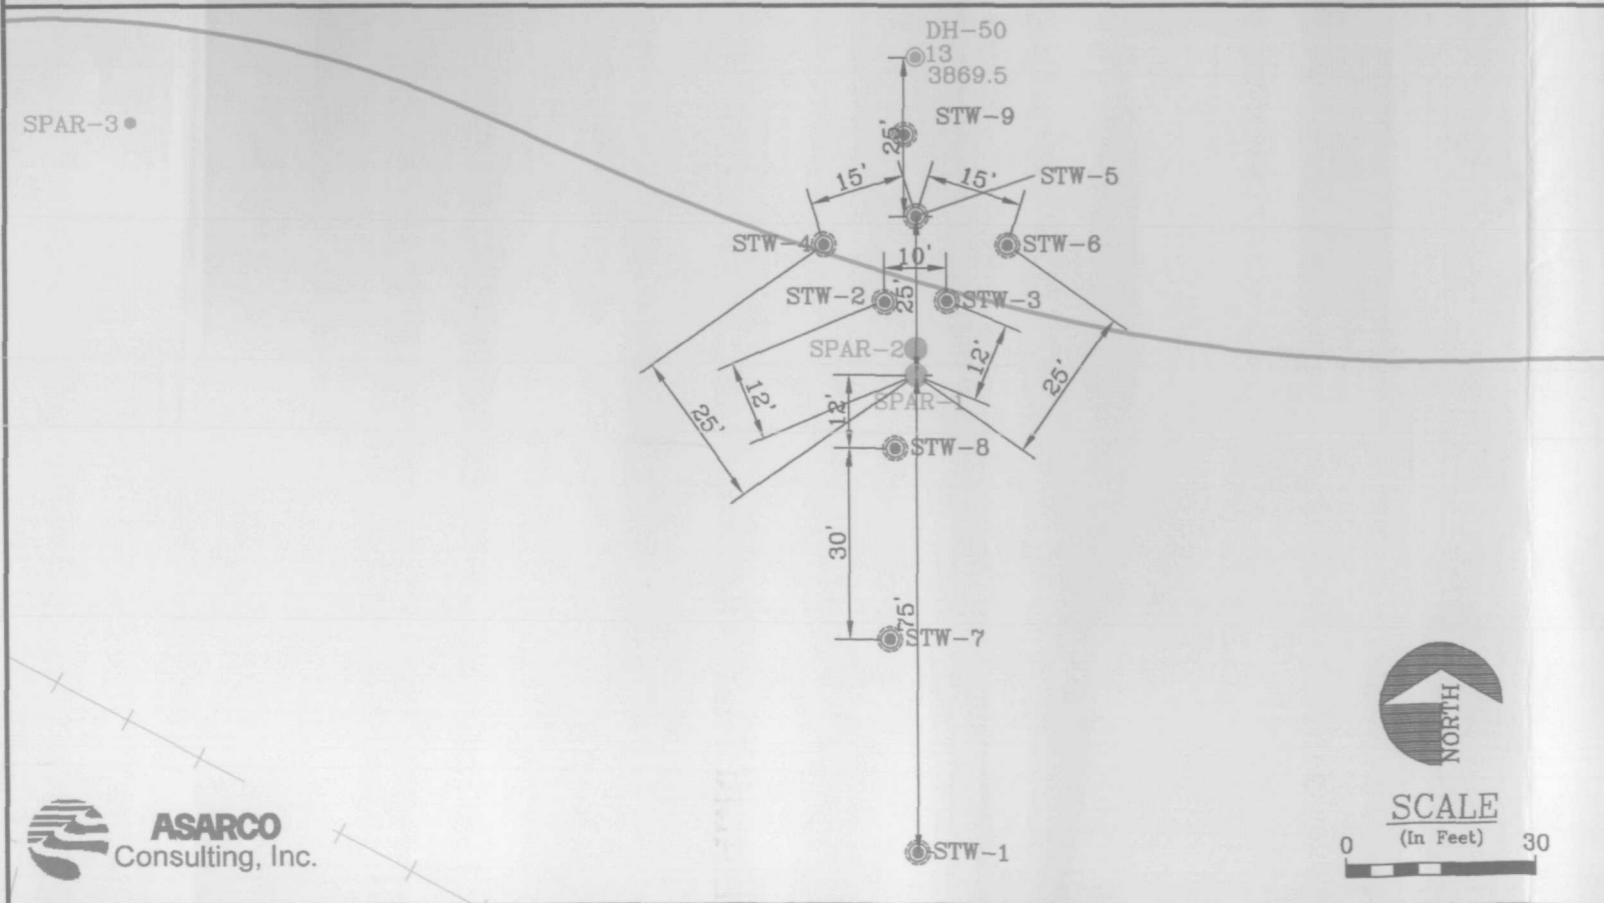 DH-50
13
3869.5
SPAR-3
STW-9
25'
15'
15'
STW-5
STW-4
STW-6
10'
STW-2
25'
STW-3
SPAR-2
12'
25'
12'
SPAR-1
12'
25'
STW-8
30'
75'
STW-7
NORTH
SCALE
(In Feet)
0 30
ASARCO
Consulting, Inc.
STW-1